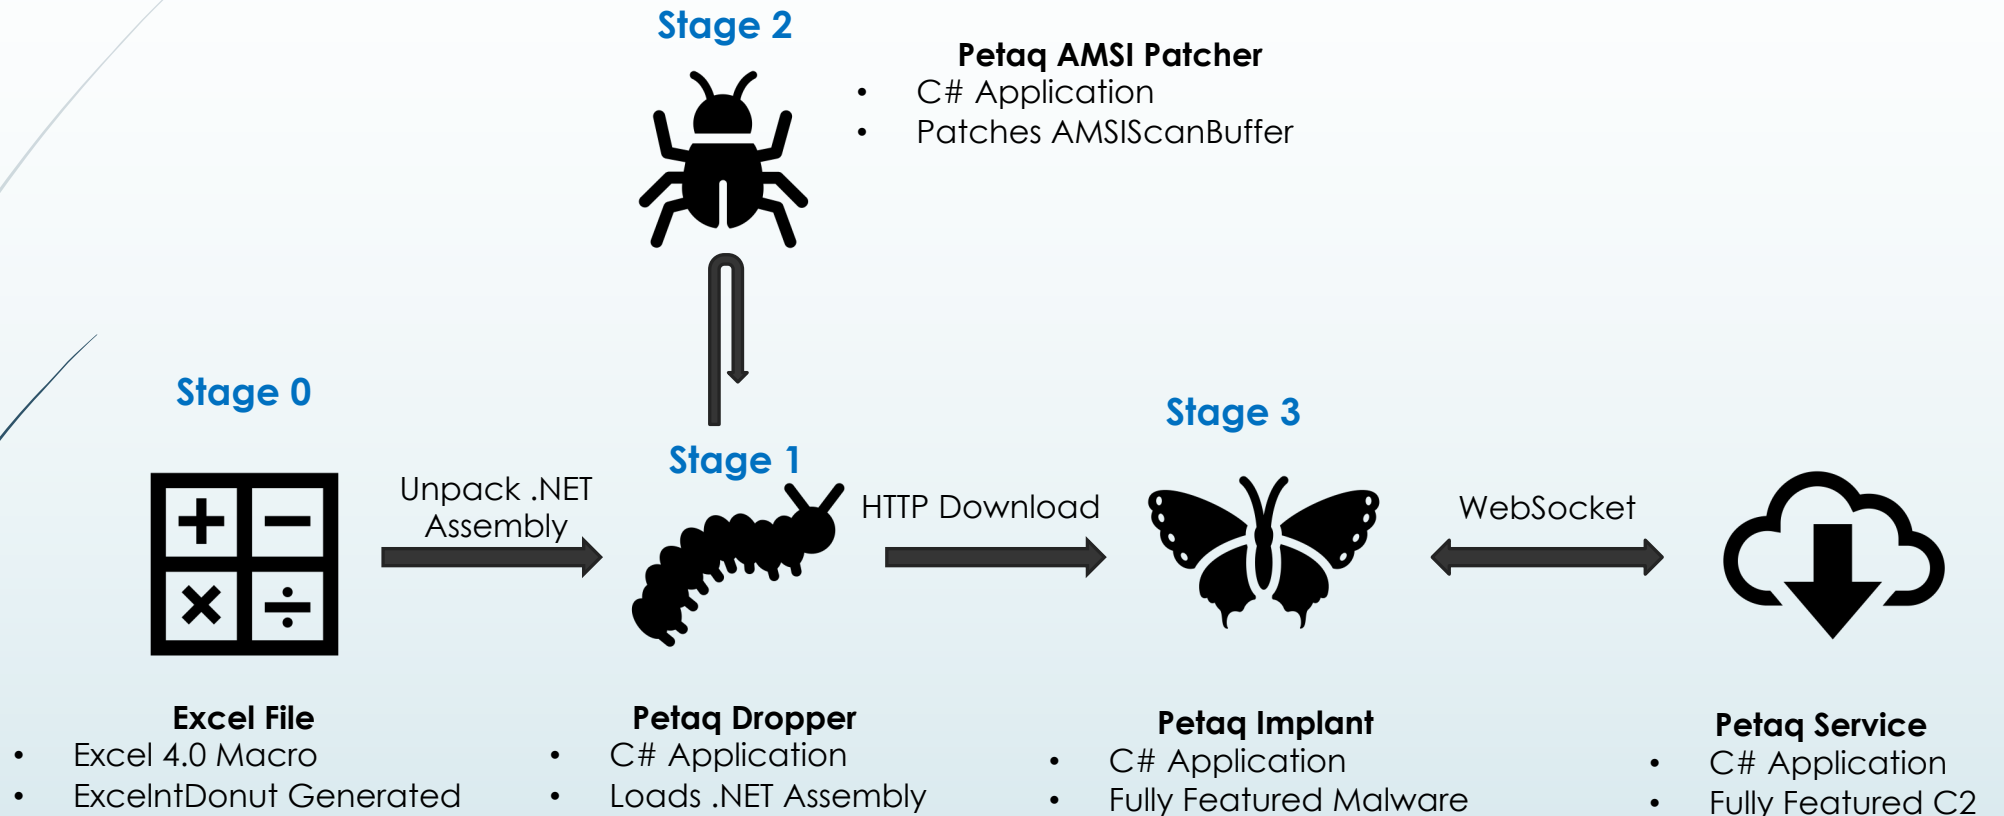 Stage 2
Petaq AMSI Patcher
• C# Application
• Patches AMSIScanBuffer
Stage 0
Stage 1
Stage 3
Unpack .NET
Assembly
HTTP Download
WebSocket
Excel File
• Excel 4.0 Macro
• ExcelntDonut Generated
Petaq Dropper
• C# Application
• Loads .NET Assembly
Petaq Implant
• C# Application
• Fully Featured Malware
Petaq Service
• C# Application
• Fully Featured C2